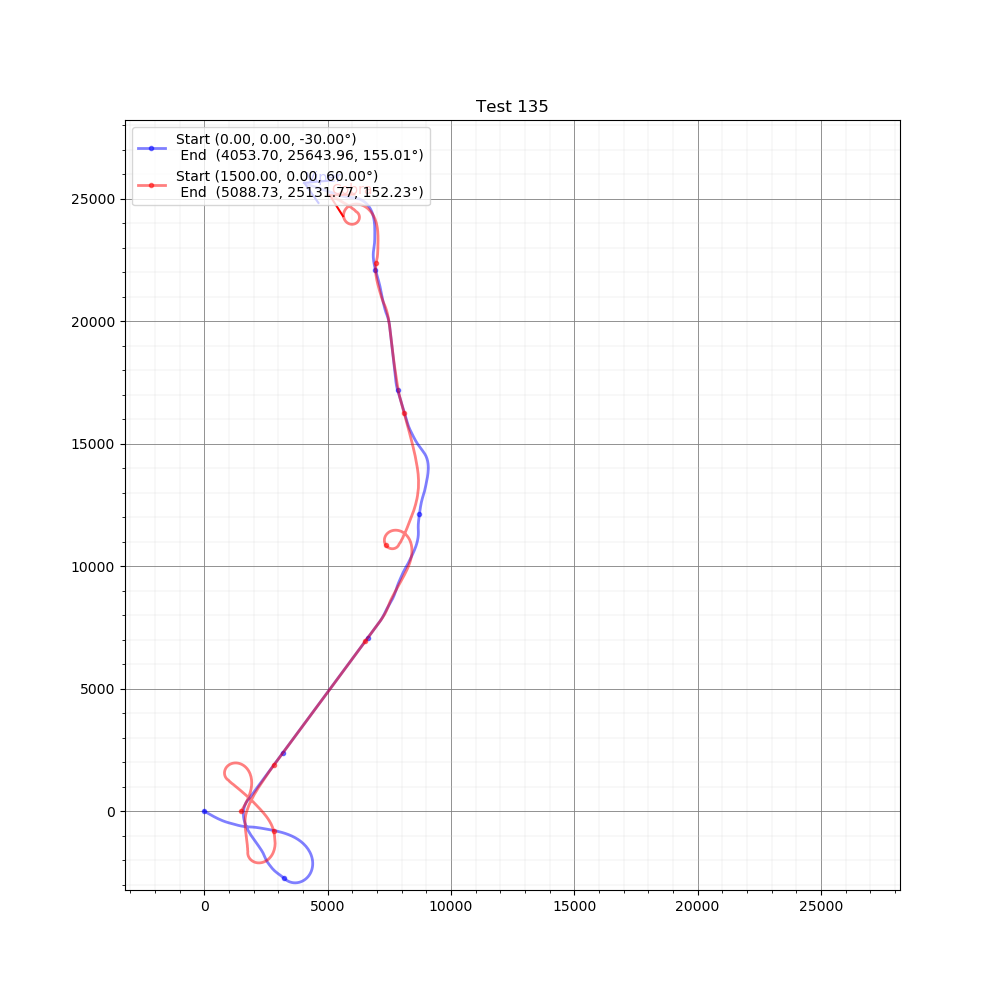 Test 135
Start (0.00, 0.00, -30.00°)
End (4053.70, 25643.96, 155.01°)
Start (1500.00, 0.00, 60.00°)
End (5088.73, 25131.77, 152.23°)
25000
20000
15000
10000
5000
0
0 5000 10000 15000 20000 25000